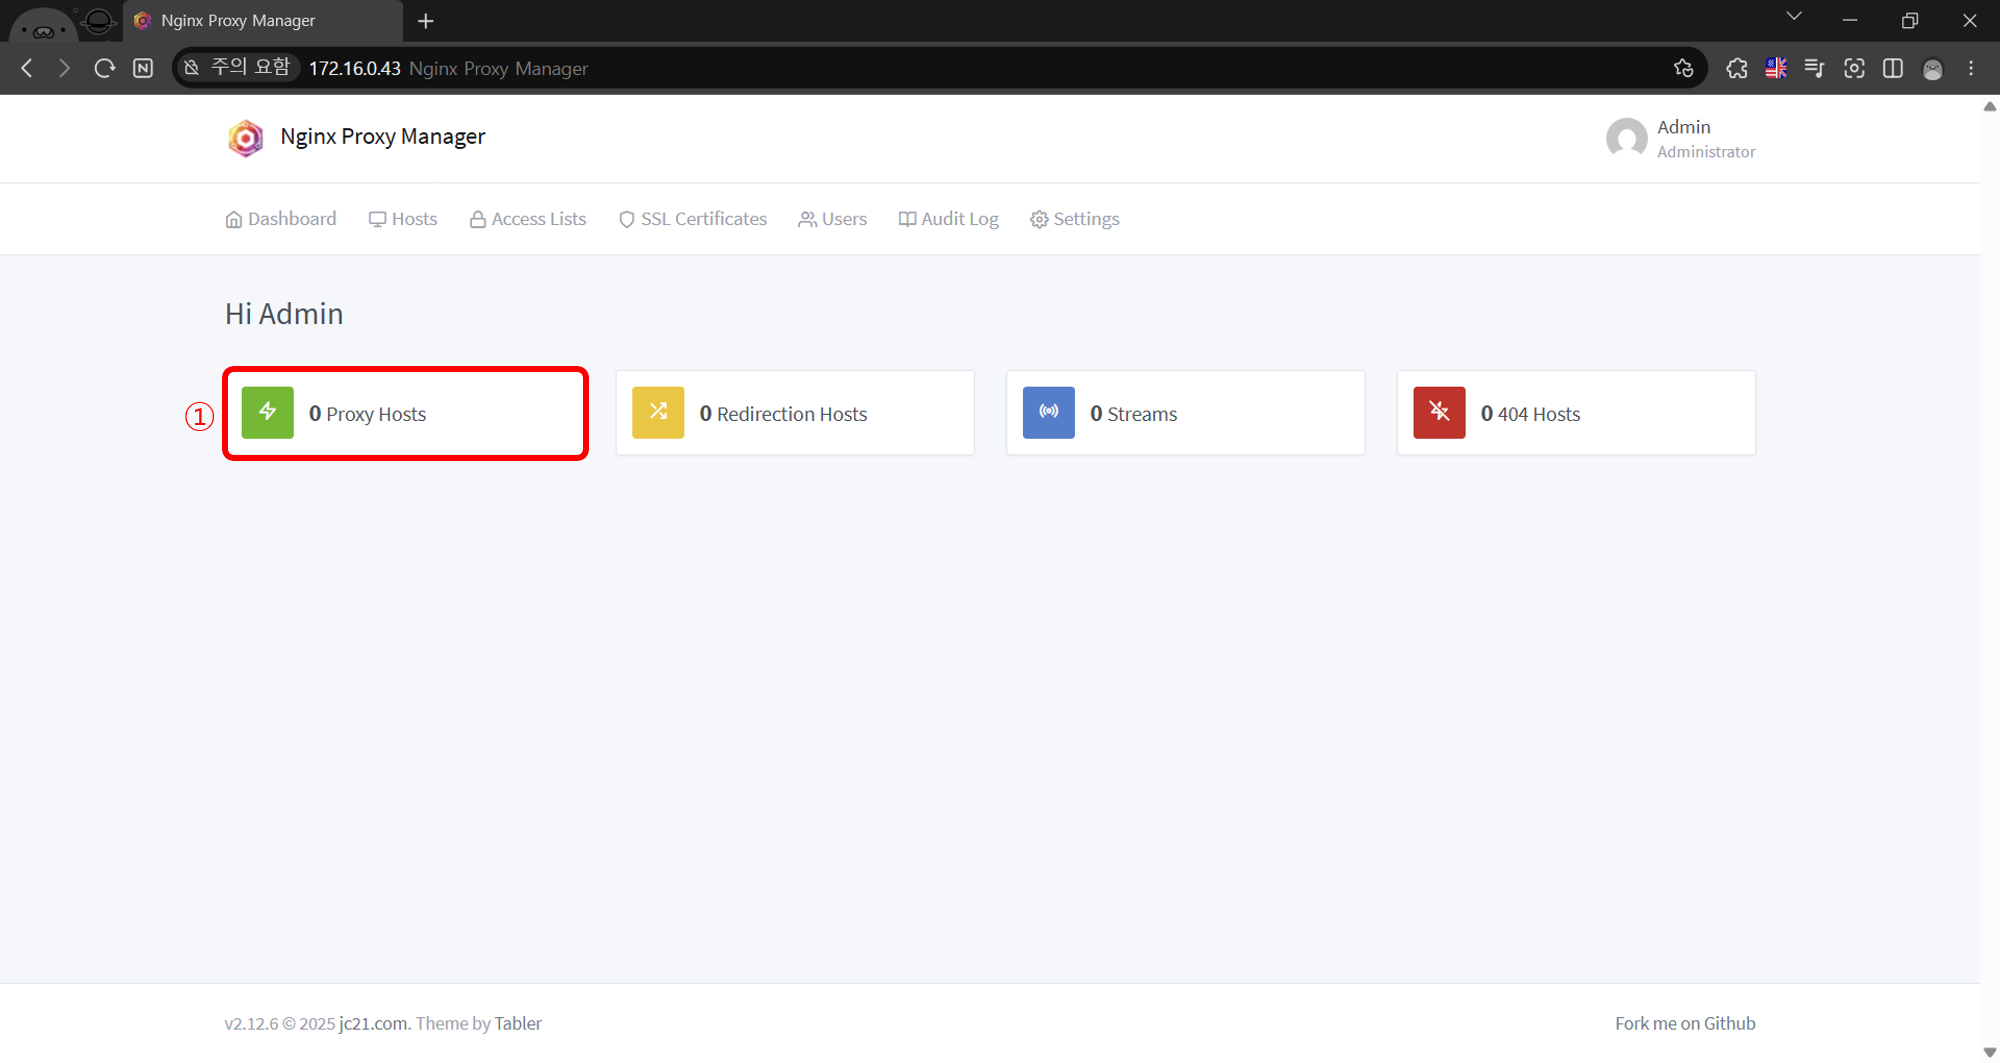 Nginx Proxy Manager
주의 요함 172.16.0.43 Nginx Proxy Manager
Nginx Proxy Manager
Admin
Administrator
Dashboard Hosts Access Lists SSL Certificates Users Audit Log Settings
Hi Admin
① 0 Proxy Hosts 0 Redirection Hosts 0 Streams 0 404 Hosts
v2.12.6 © 2025 jc21.com. Theme by Tabler Fork me on Github